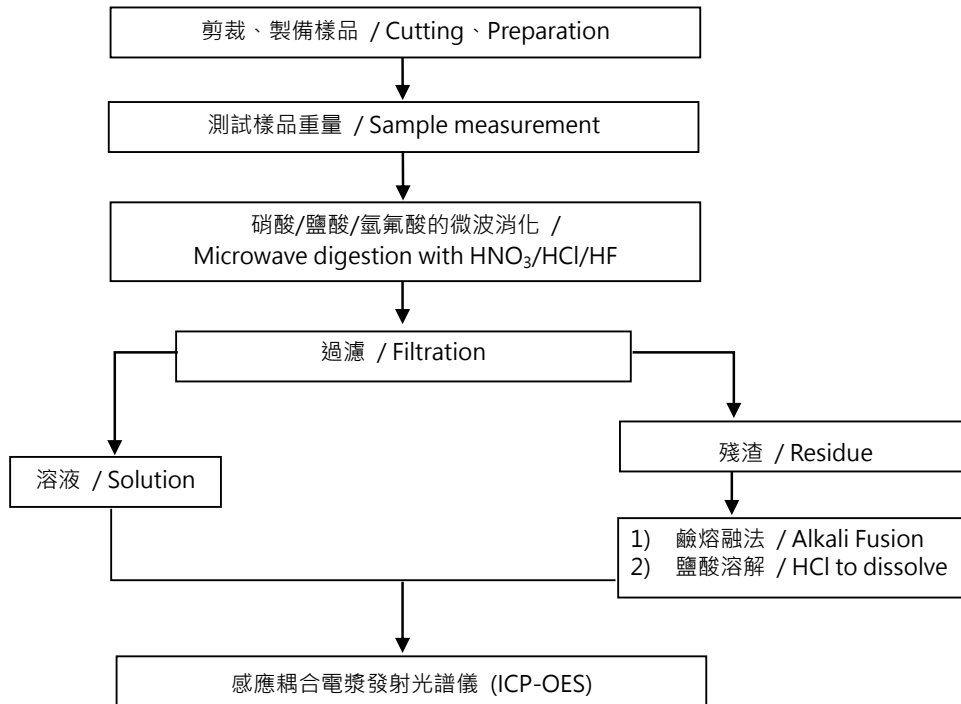 剪裁、製備樣品 / Cutting、Preparation
測試樣品重量 / Sample measurement
硝酸/鹽酸/氫氟酸的微波消化 /
Microwave digestion with HNO₃/HCl/HF
過濾 / Filtration
溶液 / Solution
殘渣 / Residue
1) 鹼熔融法 / Alkali Fusion
2) 鹽酸溶解 / HCl to dissolve
感應耦合電漿發射光譜儀 (ICP-OES)